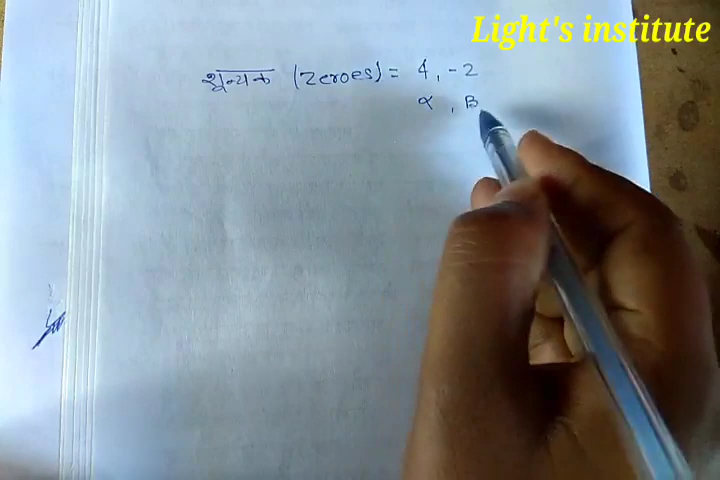 Light's institute
शून्यक (zeroes) = 4, -2
α, B